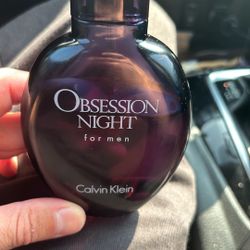 OBSESSION
NIGHT
for men
Calvin Klein